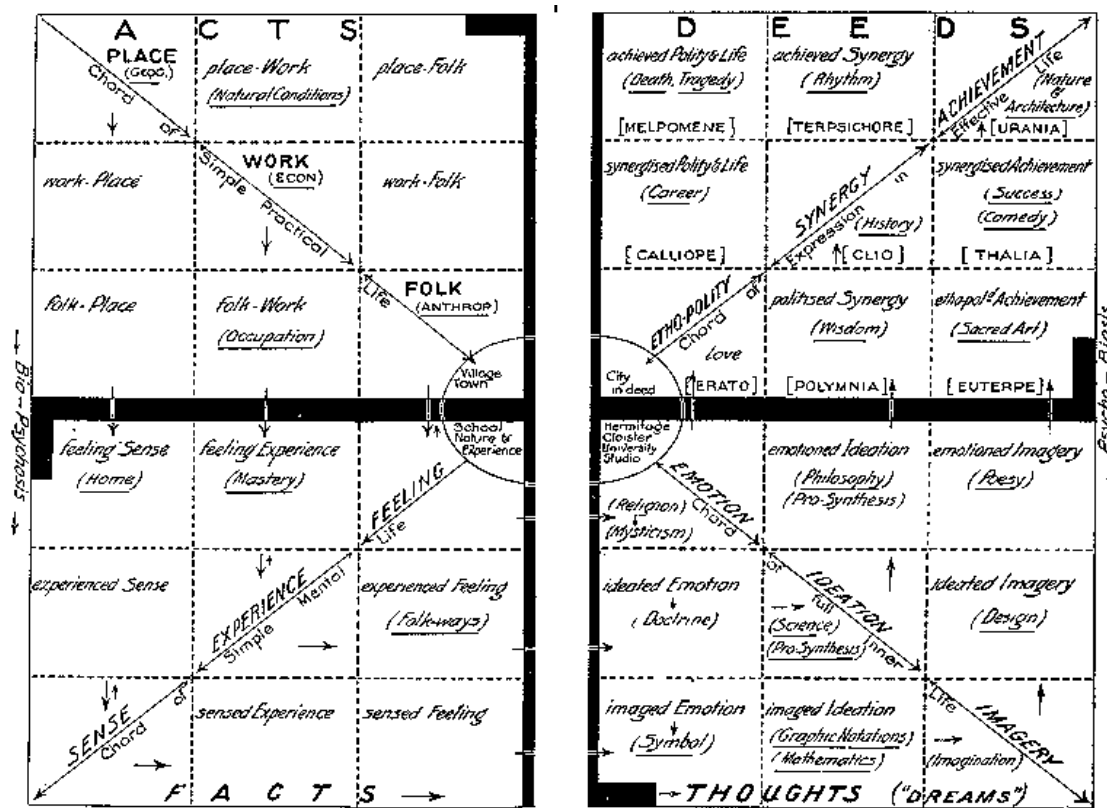 ACTS
PLACE
(GEOG.)
place-Work
(Natural Conditions)
place-Folk
Chord of Simple Practical Life
work-Place
WORK
(ECON)
work-Folk
folk-Place
folk-Work
(Occupation)
FOLK
(ANTHROP)
Village
Town
School
Nature &
Experience
feeling Sense
(Home)
feeling Experience
(Mastery)
FEELING
experienced Sense
EXPERIENCE
experienced Feeling
(Folk-ways)
SENSE
Chord of Simple Mental Life
sensed Experience
sensed Feeling
FACTS
Bio-Psychosis
DEEDS
achieved Polity & Life
(Death, Tragedy)
[MELPOMENE]
achieved Synergy
(Rhythm)
[TERPSICHORE]
ACHIEVEMENT
(Nature
&
Architecture)
[URANIA]
synergised Polity & Life
(Career)
[CALLIOPE]
SYNERGY
(History)
[CLIO]
synergised Achievement
(Success)
(Comedy)
[THALIA]
ETHO-POLITY
Chord of Expression in Effective Life
Love
[ERATO]
politised Synergy
(Wisdom)
[POLYMNIA]
etho-pol^d Achievement
(Sacred Art)
[EUTERPE]
City
in deed
Hermitage
Cloister
University
Studio
EMOTION
(Religion)
(Mysticism)
emotioned Ideation
(Philosophy)
(Pro-Synthesis)
emotioned Imagery
(Poesy)
ideated Emotion
(Doctrine)
IDEATION
(Science)
(Pro-Synthesis)
ideated Imagery
(Design)
imaged Emotion
(Symbol)
imaged Ideation
(Graphic Notations)
(Mathematics)
IMAGERY
(Imagination)
Chord of Full Inner Life
THOUGHTS ("DREAMS")